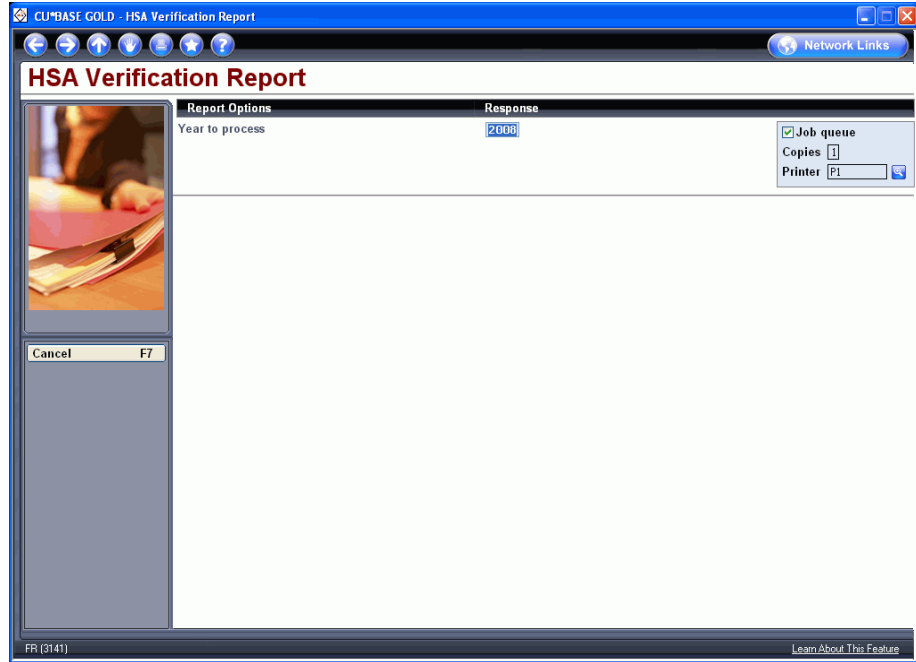 CU*BASE GOLD - HSA Verification Report
Network Links
HSA Verification Report
Report Options Response
Year to process 2008
Job queue
Copies 1
Printer P1
Cancel F7
FR (3141)
Learn About This Feature